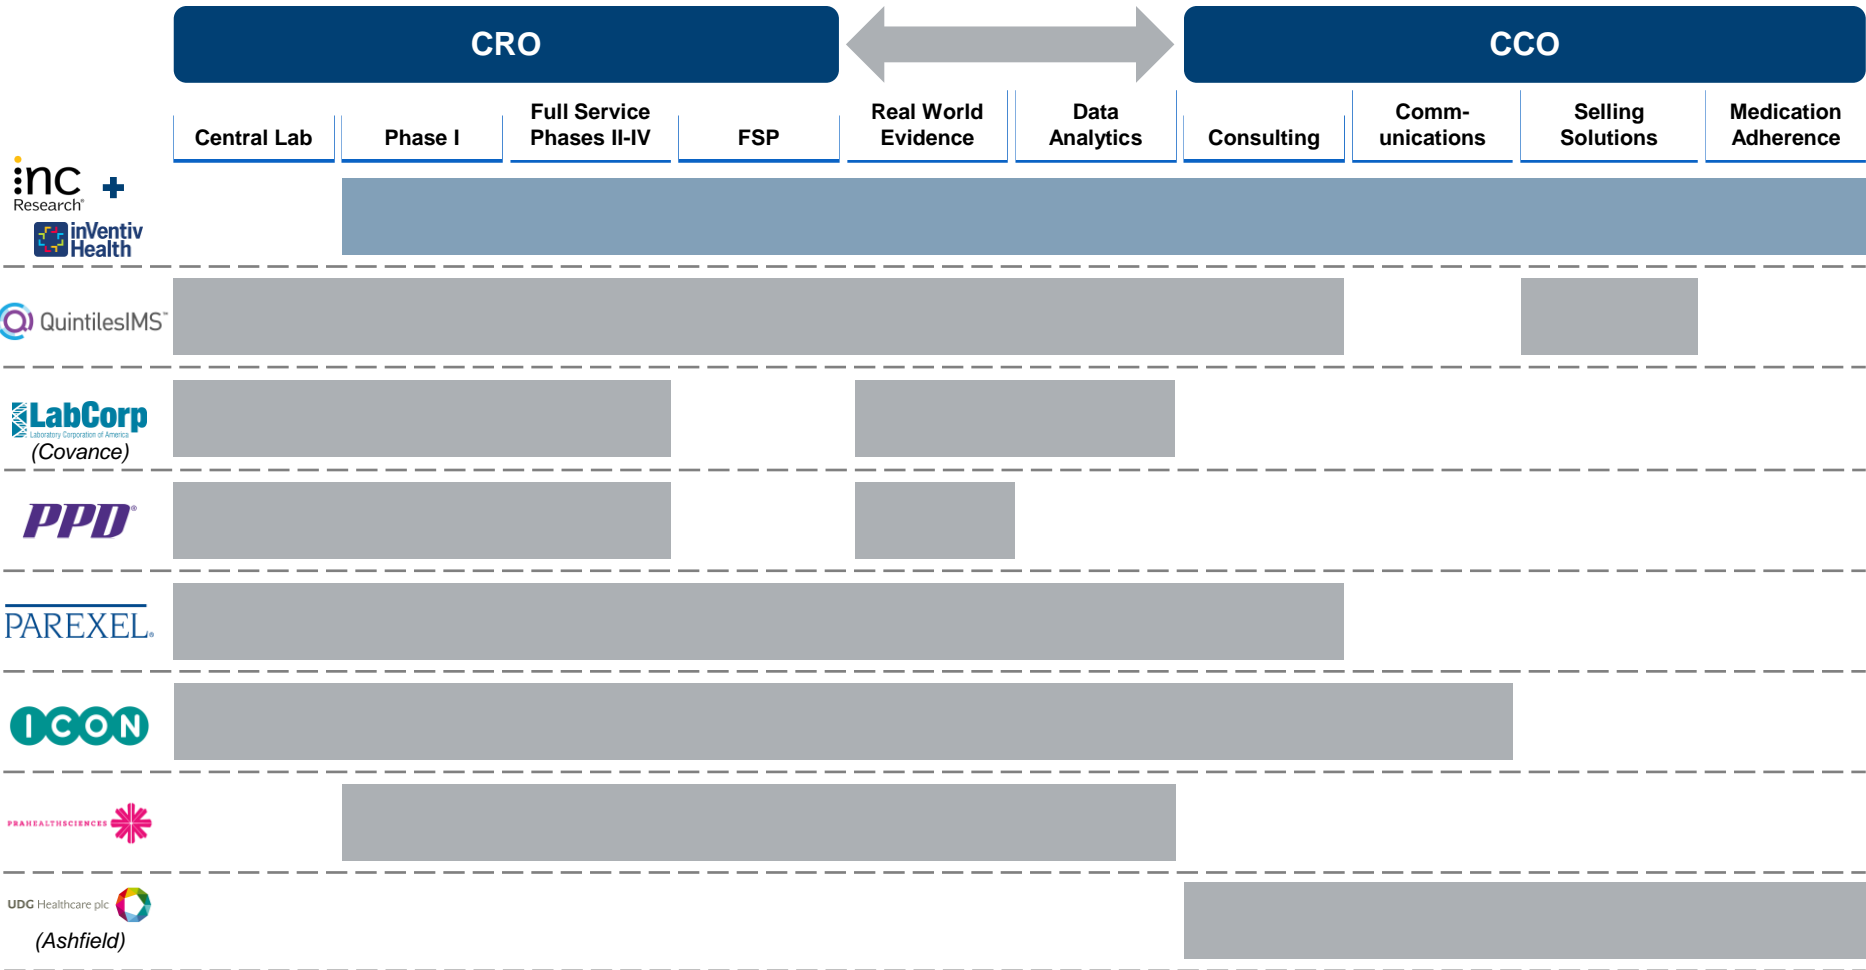 CRO
CCO
Central Lab
Phase I
Full Service
Phases II-IV
FSP
Real World
Evidence
Data
Analytics
Consulting
Comm-
unications
Selling
Solutions
Medication
Adherence
inc
Research®
+
inVentiv
Health
QuintilesIMS™
LabCorp
Laboratory Corporation of America
(Covance)
PPD®
PAREXEL®
ICON
PRAHEALTHSCIENCES
UDG Healthcare plc
(Ashfield)